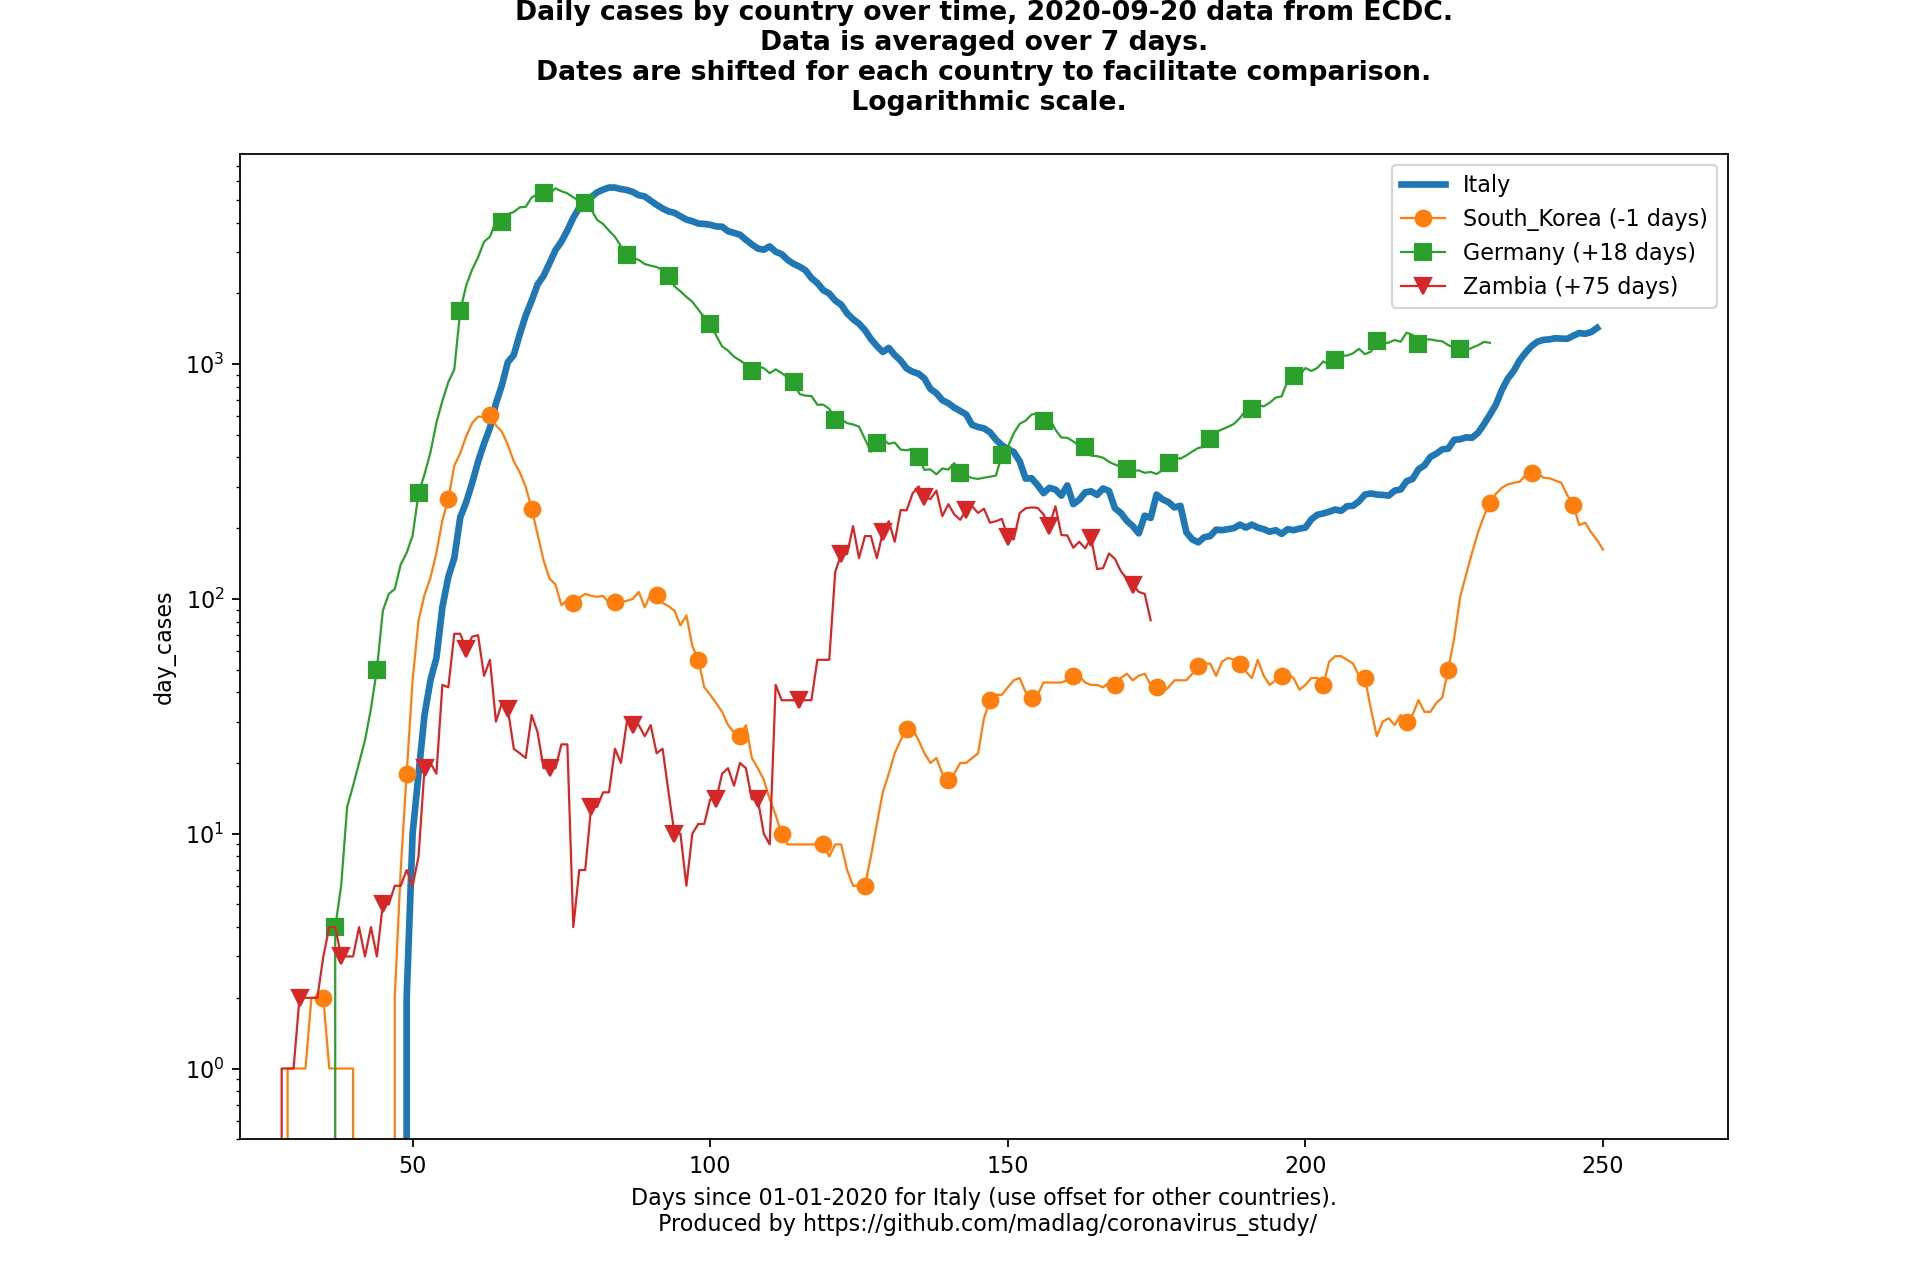 Daily cases by country over time, 2020-09-20 data from ECDC.
Data is averaged over 7 days.
Dates are shifted for each country to facilitate comparison.
Logarithmic scale.
Italy
South_Korea (-1 days)
Germany (+18 days)
Zambia (+75 days)
day_cases
10³
10²
10¹
10⁰
50
100
150
200
250
Days since 01-01-2020 for Italy (use offset for other countries).
Produced by https://github.com/madlag/coronavirus_study/